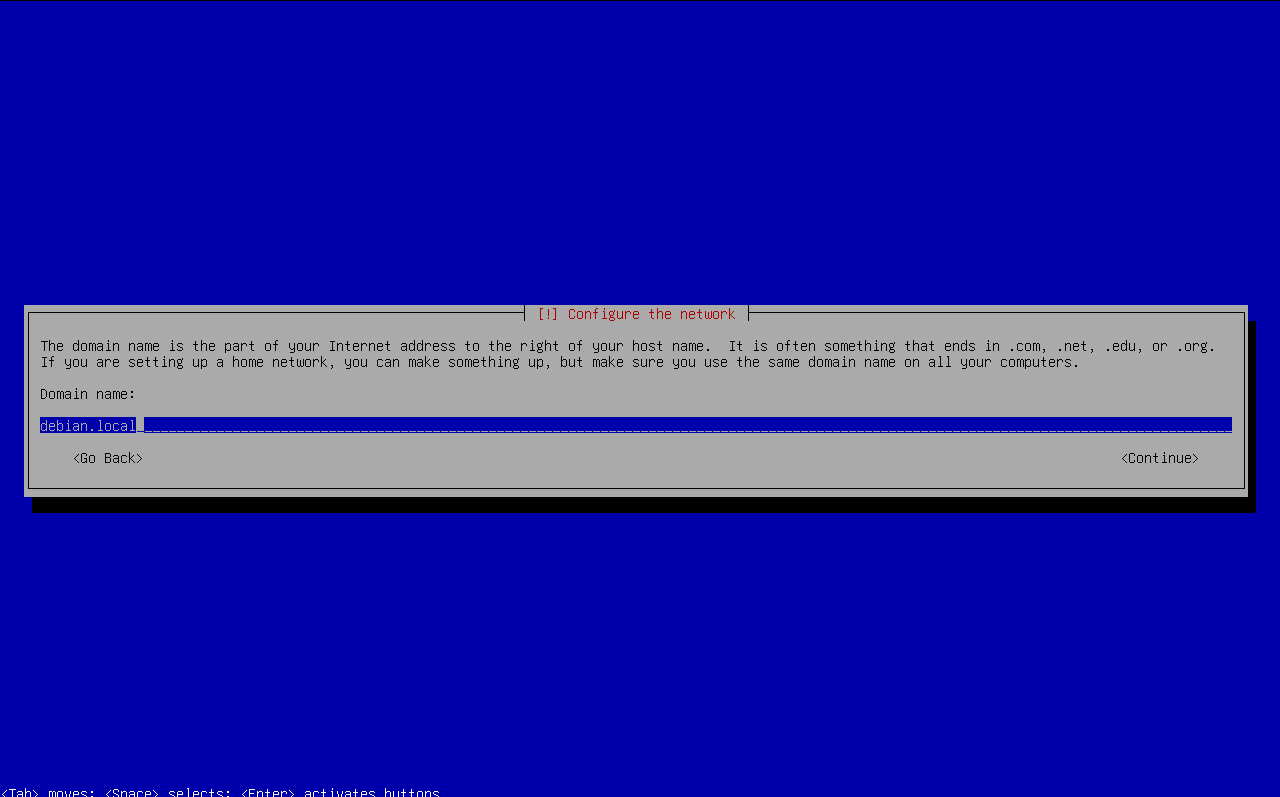 [!] Configure the network
The domain name is the part of your Internet address to the right of your host name.  It is often something that ends in .com, .net, .edu, or .org.
If you are setting up a home network, you can make something up, but make sure you use the same domain name on all your computers.
Domain name:
debian.local
<Go Back> <Continue>
<Tab> moves; <Space> selects; <Enter> activates buttons